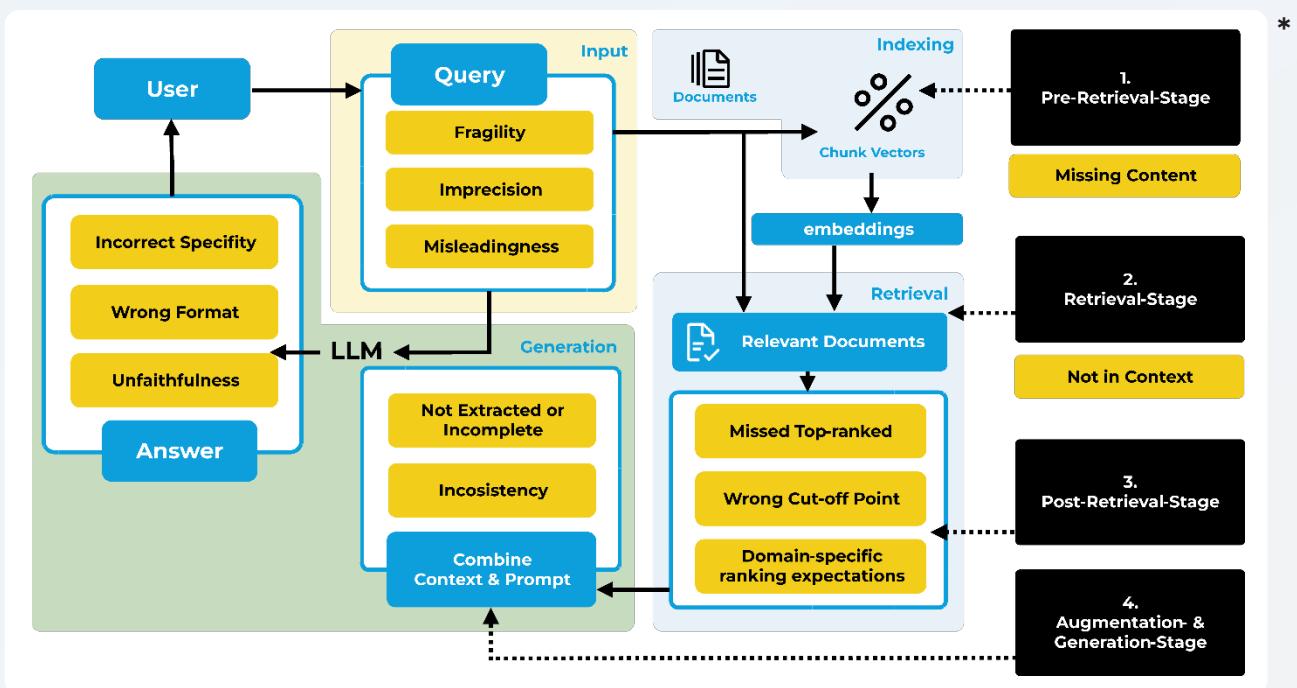 *
User
Input
Query
Fragility
Imprecision
Misleadingness
Indexing
Documents
Chunk Vectors
embeddings
1.
Pre-Retrieval-Stage
Missing Content
2.
Retrieval-Stage
Not in Context
3.
Post-Retrieval-Stage
4.
Augmentation- &
Generation-Stage
Retrieval
Relevant Documents
Missed Top-ranked
Wrong Cut-off Point
Domain-specific
ranking expectations
Generation
LLM
Not Extracted or
Incomplete
Incosistency
Combine
Context & Prompt
Incorrect Specifity
Wrong Format
Unfaithfulness
Answer